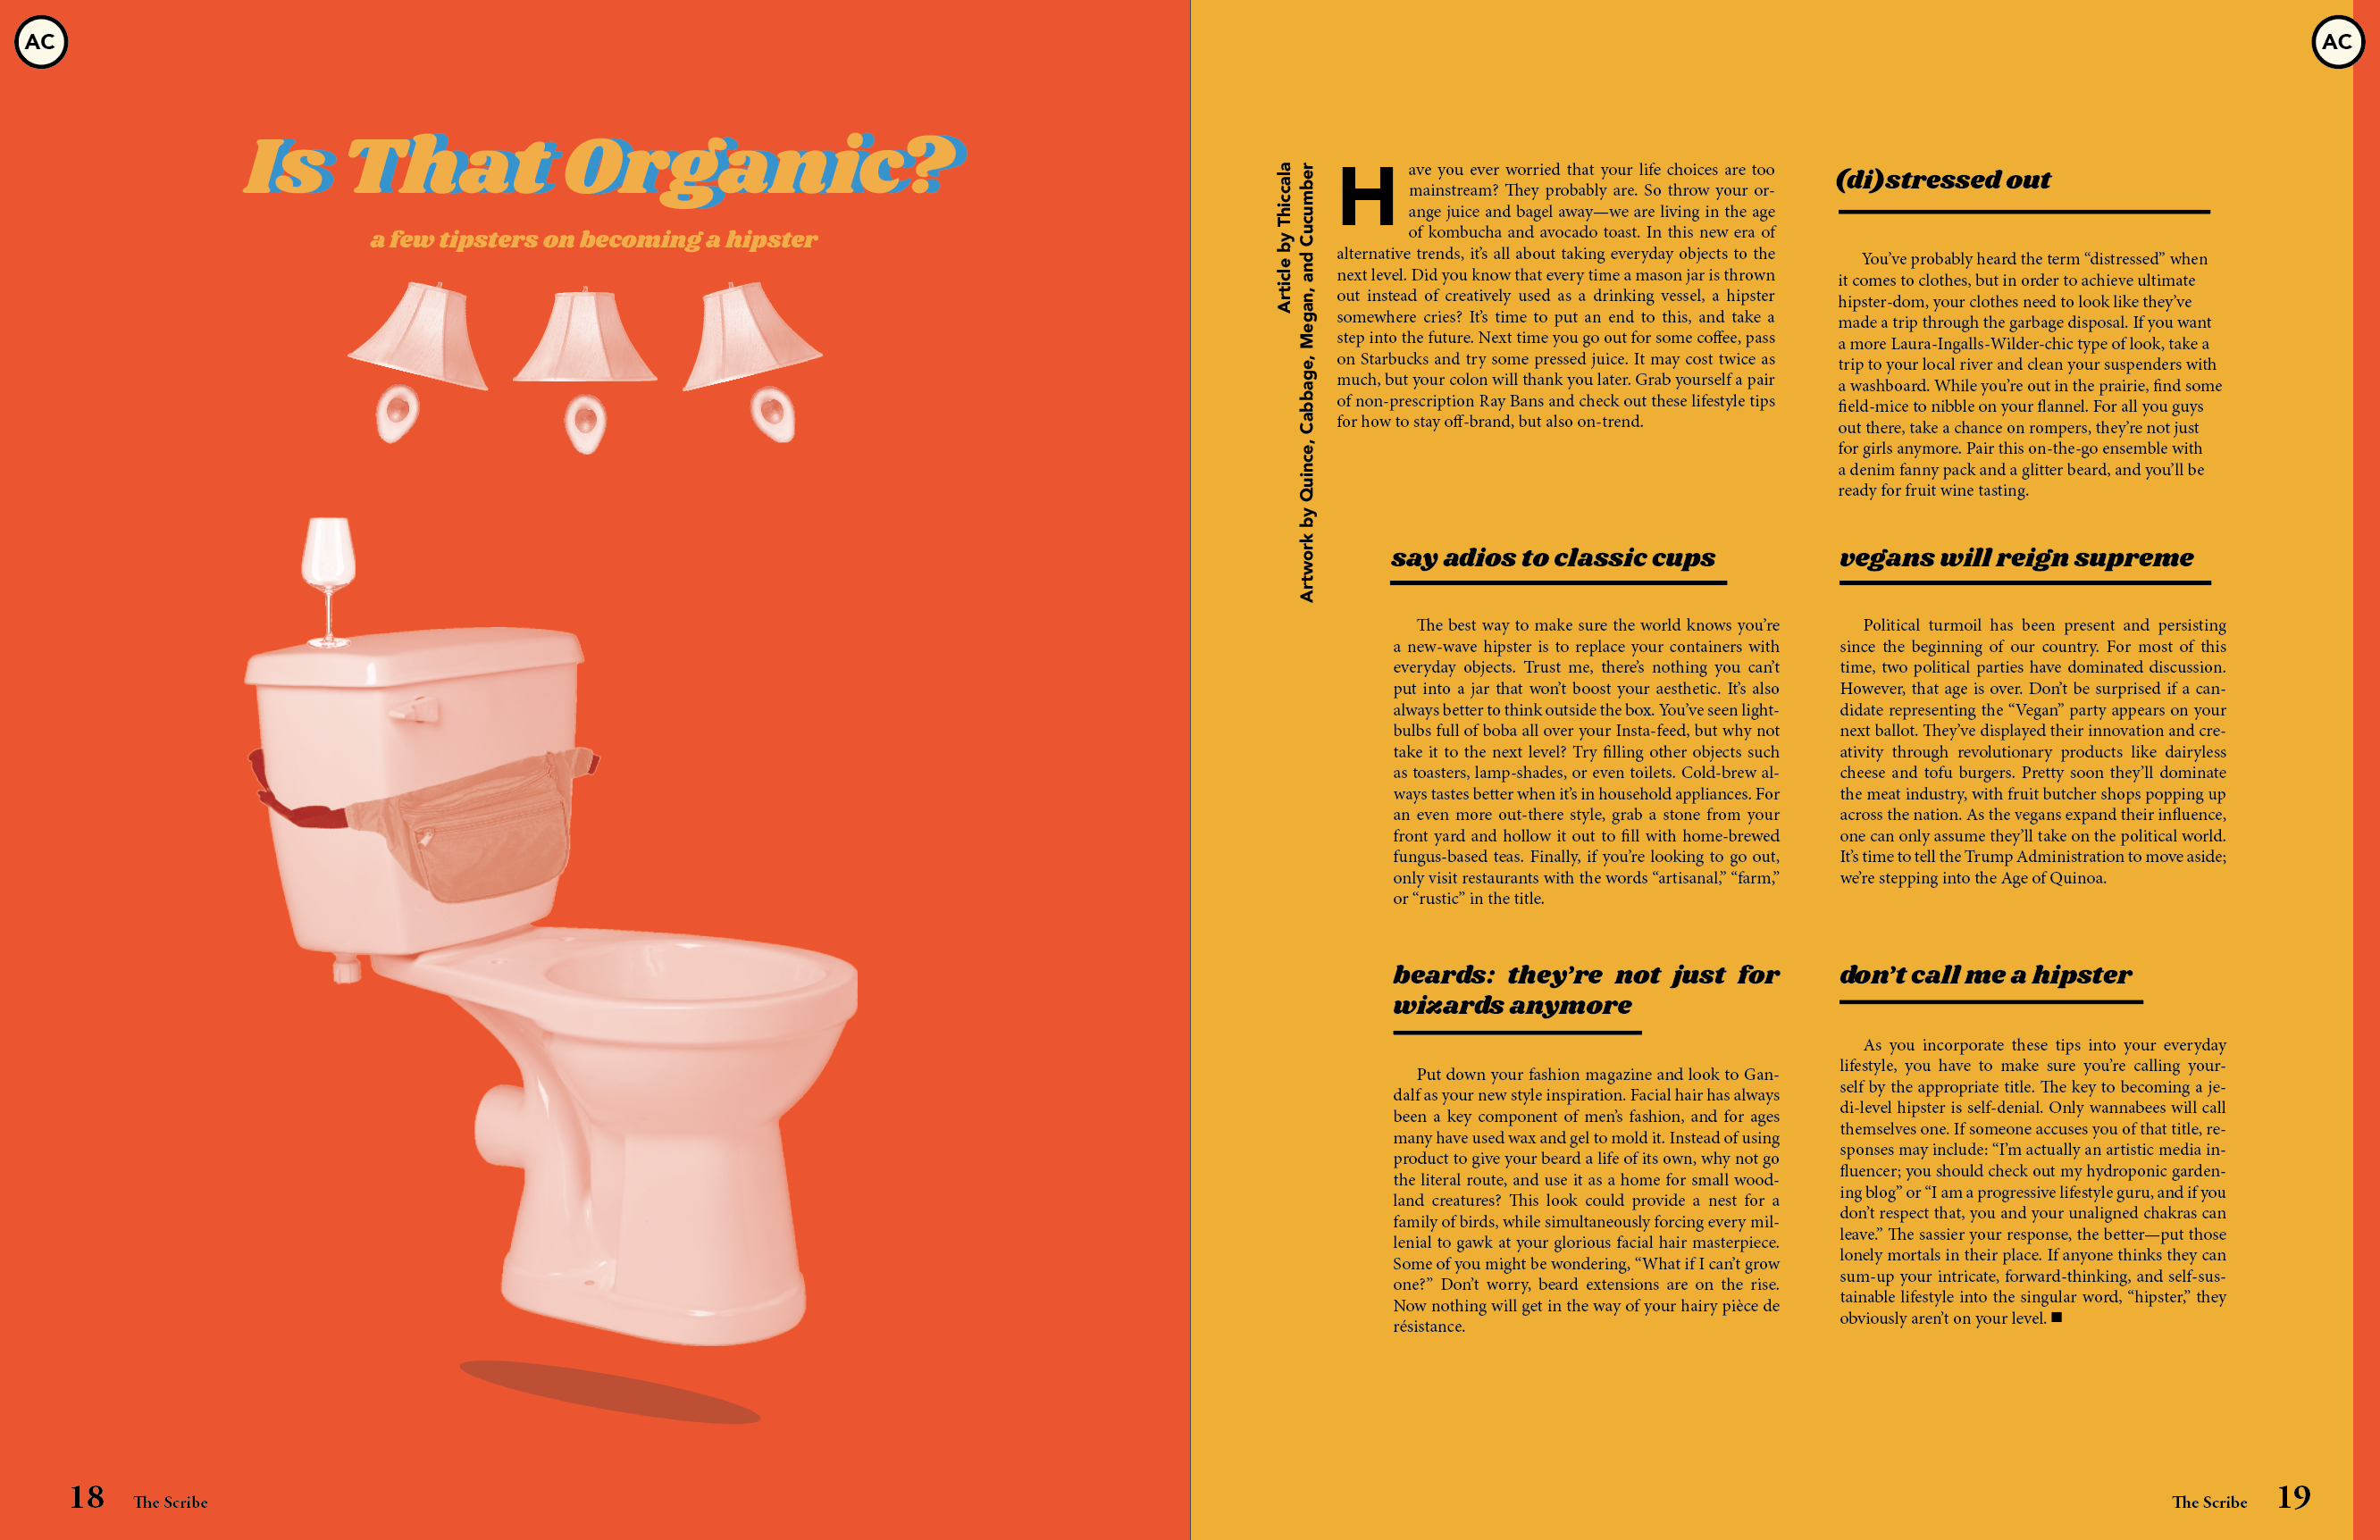 AC
Is That Organic?
a few tipsters on becoming a hipster
18 The Scribe
AC
Article by Thiccala
Artwork by Quince, Cabbage, Megan, and Cucumber
Have you ever worried that your life choices are too
mainstream? They probably are. So throw your or-
ange juice and bagel away—we are living in the age
of kombucha and avocado toast. In this new era of
alternative trends, it’s all about taking everyday objects to the
next level. Did you know that every time a mason jar is thrown
out instead of creatively used as a drinking vessel, a hipster
somewhere cries? It’s time to put an end to this, and take a
step into the future. Next time you go out for some coffee, pass
on Starbucks and try some pressed juice. It may cost twice as
much, but your colon will thank you later. Grab yourself a pair
of non-prescription Ray Bans and check out these lifestyle tips
for how to stay off-brand, but also on-trend.
say adios to classic cups
The best way to make sure the world knows you’re
a new-wave hipster is to replace your containers with
everyday objects. Trust me, there’s nothing you can’t
put into a jar that won’t boost your aesthetic. It’s also
always better to think outside the box. You’ve seen light-
bulbs full of boba all over your Insta-feed, but why not
take it to the next level? Try filling other objects such
as toasters, lamp-shades, or even toilets. Cold-brew al-
ways tastes better when it’s in household appliances. For
an even more out-there style, grab a stone from your
front yard and hollow it out to fill with home-brewed
fungus-based teas. Finally, if you’re looking to go out,
only visit restaurants with the words “artisanal,” “farm,”
or “rustic” in the title.
beards: they’re not just for
wizards anymore
Put down your fashion magazine and look to Gan-
dalf as your new style inspiration. Facial hair has always
been a key component of men’s fashion, and for ages
many have used wax and gel to mold it. Instead of using
product to give your beard a life of its own, why not go
the literal route, and use it as a home for small wood-
land creatures? This look could provide a nest for a
family of birds, while simultaneously forcing every mil-
lenial to gawk at your glorious facial hair masterpiece.
Some of you might be wondering, “What if I can’t grow
one?” Don’t worry, beard extensions are on the rise.
Now nothing will get in the way of your hairy pièce de
résistance.
(di)stressed out
You’ve probably heard the term “distressed” when
it comes to clothes, but in order to achieve ultimate
hipster-dom, your clothes need to look like they’ve
made a trip through the garbage disposal. If you want
a more Laura-Ingalls-Wilder-chic type of look, take a
trip to your local river and clean your suspenders with
a washboard. While you’re out in the prairie, find some
field-mice to nibble on your flannel. For all you guys
out there, take a chance on rompers, they’re not just
for girls anymore. Pair this on-the-go ensemble with
a denim fanny pack and a glitter beard, and you’ll be
ready for fruit wine tasting.
vegans will reign supreme
Political turmoil has been present and persisting
since the beginning of our country. For most of this
time, two political parties have dominated discussion.
However, that age is over. Don’t be surprised if a can-
didate representing the “Vegan” party appears on your
next ballot. They’ve displayed their innovation and cre-
ativity through revolutionary products like dairyless
cheese and tofu burgers. Pretty soon they’ll dominate
the meat industry, with fruit butcher shops popping up
across the nation. As the vegans expand their influence,
one can only assume they’ll take on the political world.
It’s time to tell the Trump Administration to move aside;
we’re stepping into the Age of Quinoa.
don’t call me a hipster
As you incorporate these tips into your everyday
lifestyle, you have to make sure you’re calling your-
self by the appropriate title. The key to becoming a je-
di-level hipster is self-denial. Only wannabees will call
themselves one. If someone accuses you of that title, re-
sponses may include: “I’m actually an artistic media in-
fluencer; you should check out my hydroponic garden-
ing blog” or “I am a progressive lifestyle guru, and if you
don’t respect that, you and your unaligned chakras can
leave.” The sassier your response, the better—put those
lonely mortals in their place. If anyone thinks they can
sum-up your intricate, forward-thinking, and self-sus-
tainable lifestyle into the singular word, “hipster,” they
obviously aren’t on your level. ■
The Scribe 19